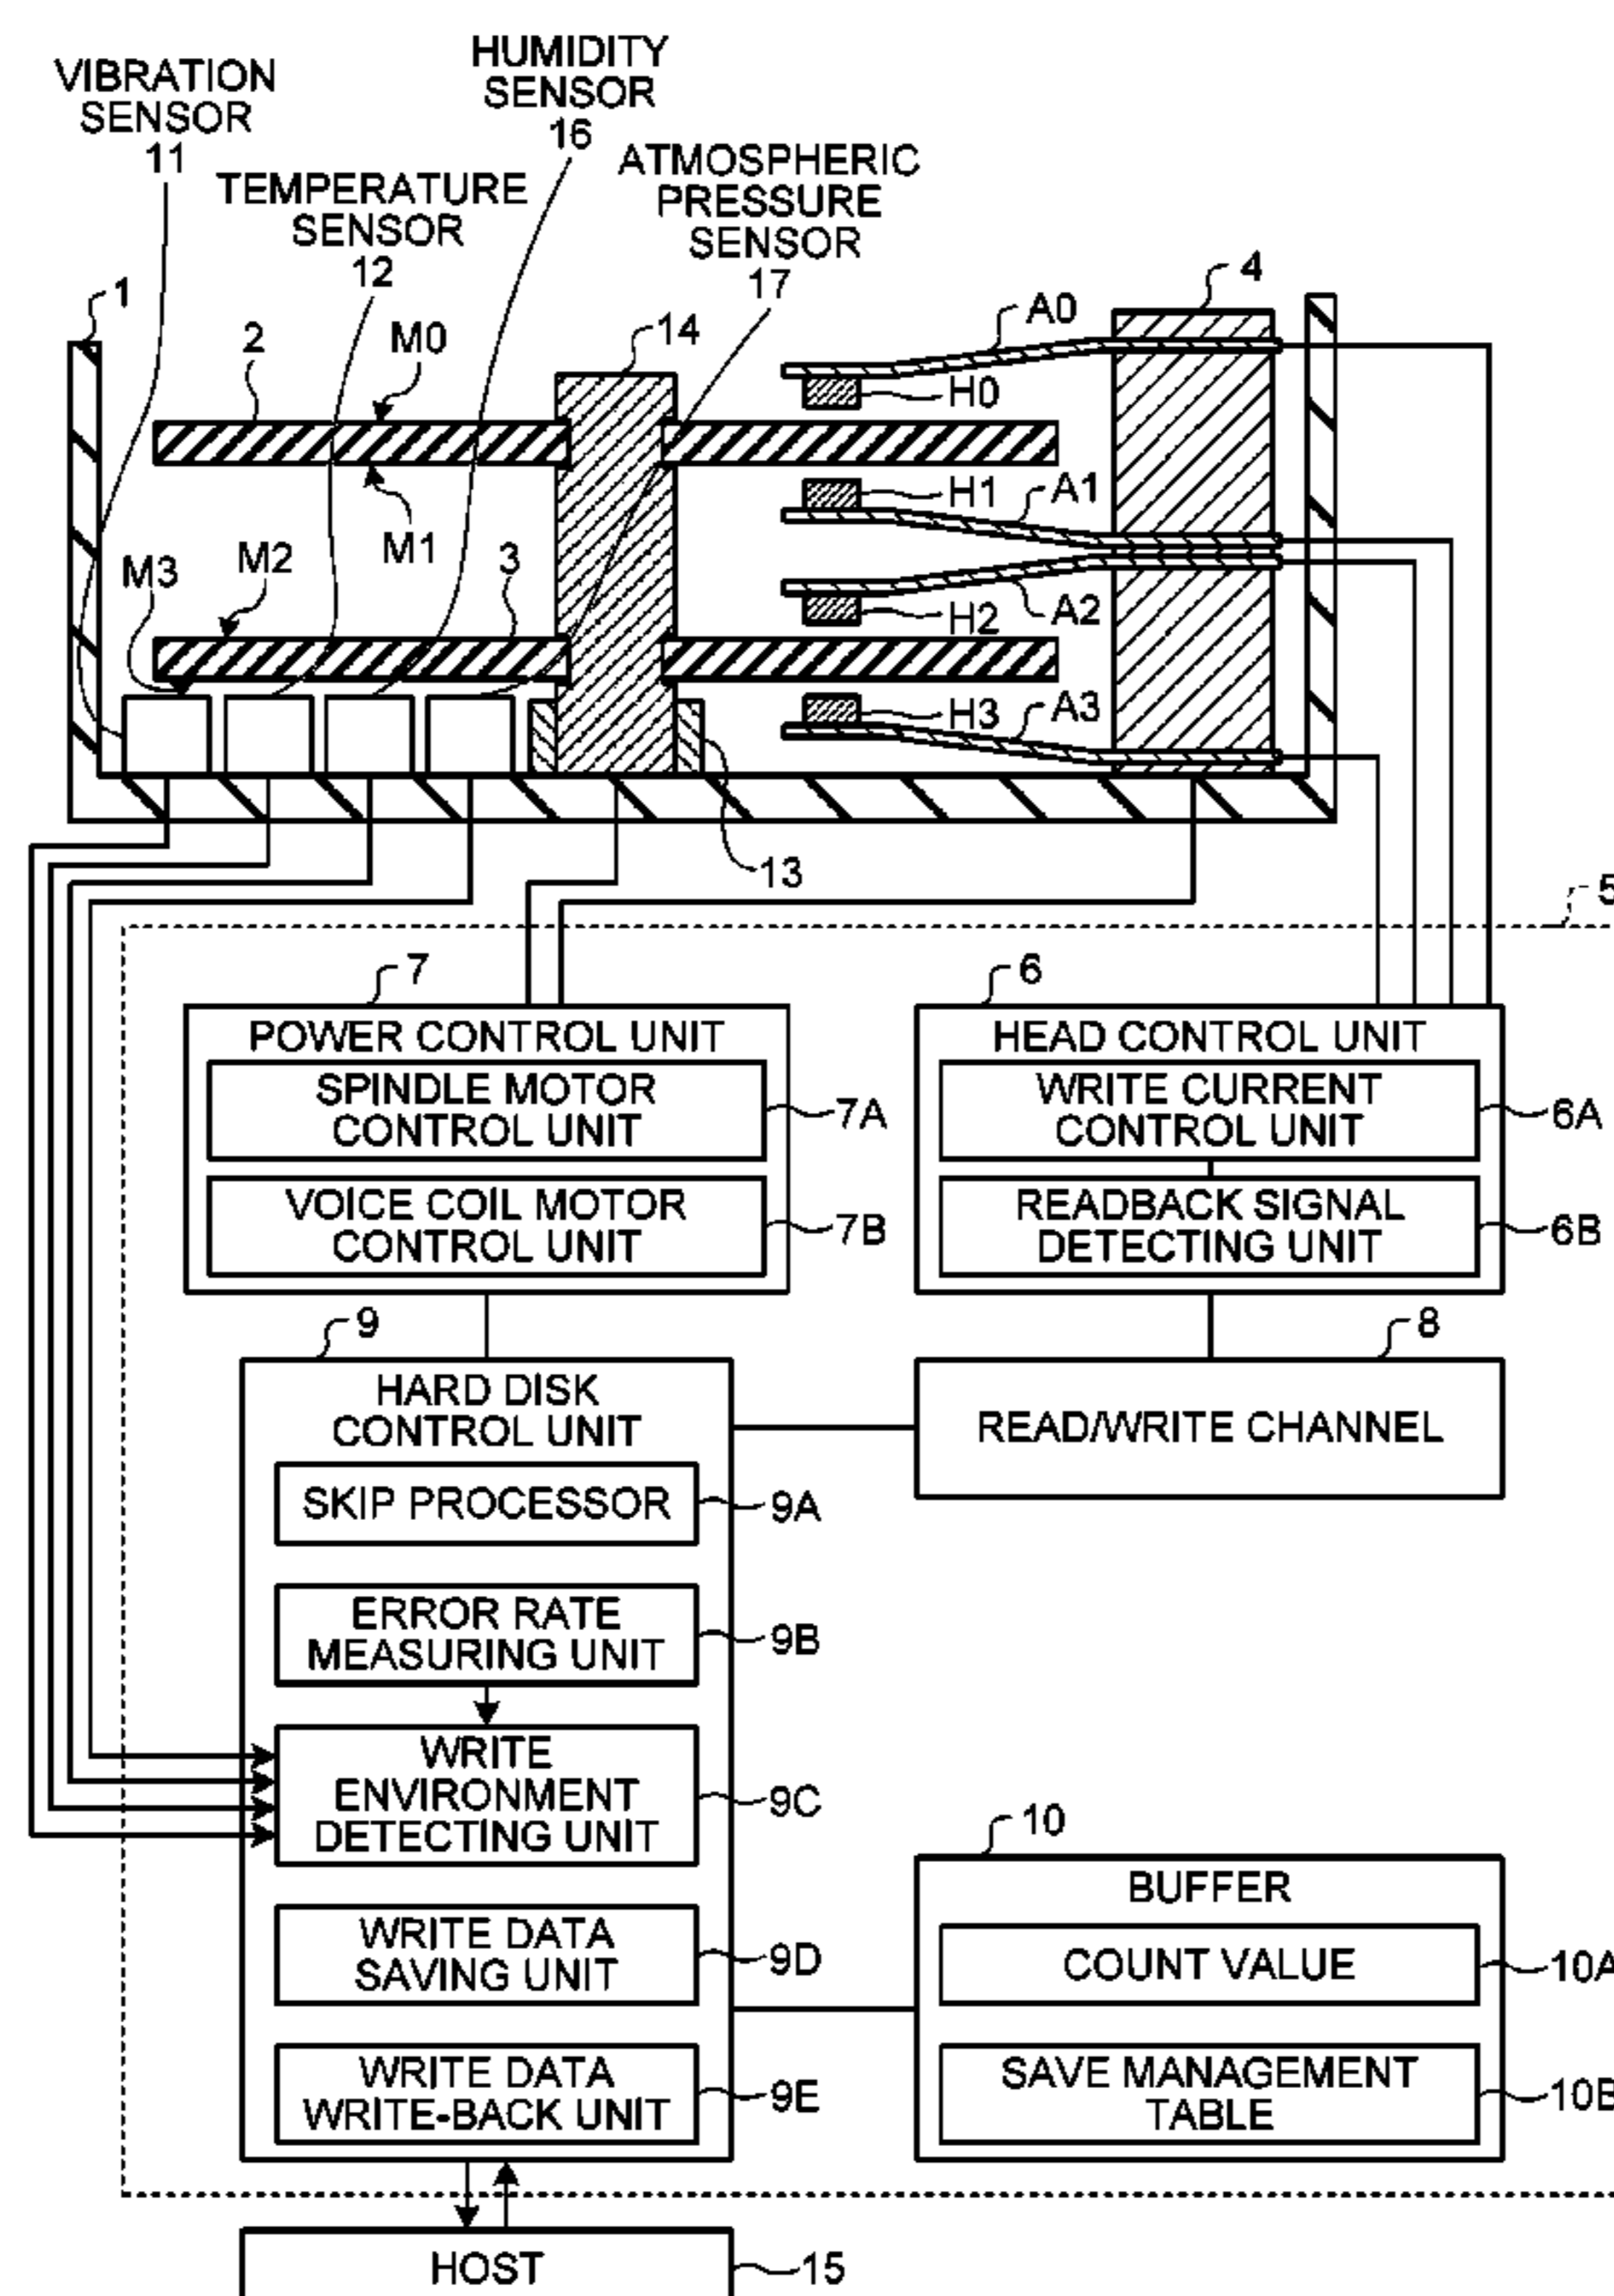 VIBRATION
SENSOR
11
HUMIDITY
SENSOR
16
TEMPERATURE
SENSOR
12
ATMOSPHERIC
PRESSURE
SENSOR
17
1
2
M0
14
A0
4
H0
M1
H1
A1
M3
M2
3
H2
A2
H3
A3
13
5
7
POWER CONTROL UNIT
SPINDLE MOTOR
CONTROL UNIT
7A
VOICE COIL MOTOR
CONTROL UNIT
7B
6
HEAD CONTROL UNIT
WRITE CURRENT
CONTROL UNIT
6A
READBACK SIGNAL
DETECTING UNIT
6B
9
HARD DISK
CONTROL UNIT
8
READ/WRITE CHANNEL
SKIP PROCESSOR
9A
ERROR RATE
MEASURING UNIT
9B
WRITE
ENVIRONMENT
DETECTING UNIT
9C
WRITE DATA
SAVING UNIT
9D
WRITE DATA
WRITE-BACK UNIT
9E
10
BUFFER
COUNT VALUE
10A
SAVE MANAGEMENT
TABLE
10B
HOST
15